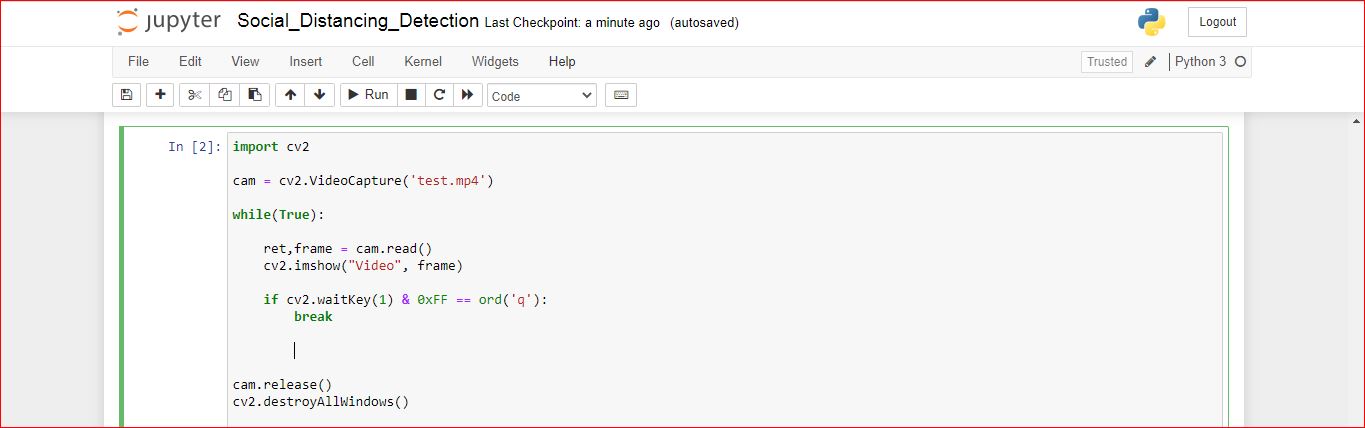 jupyter Social_Distancing_Detection Last Checkpoint: a minute ago (autosaved) Logout
File Edit View Insert Cell Kernel Widgets Help Trusted Python 3
Run Code
In [2]: import cv2
cam = cv2.VideoCapture('test.mp4')
while(True):
ret,frame = cam.read()
cv2.imshow("Video", frame)
if cv2.waitKey(1) & 0xFF == ord('q'):
break
cam.release()
cv2.destroyAllWindows()